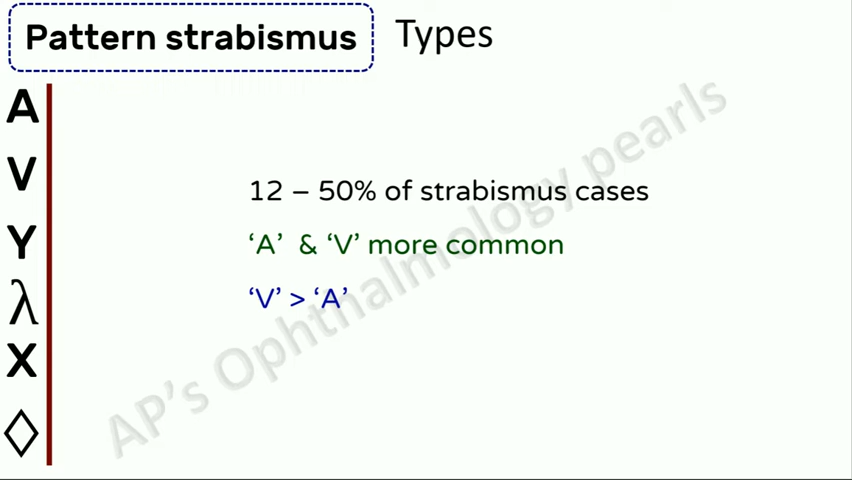 Pattern strabismus Types
A
V
Y
λ
X
◇
12 – 50% of strabismus cases
‘A’ & ‘V’ more common
‘V’ > ‘A’
AP’s Ophthalmology pearls